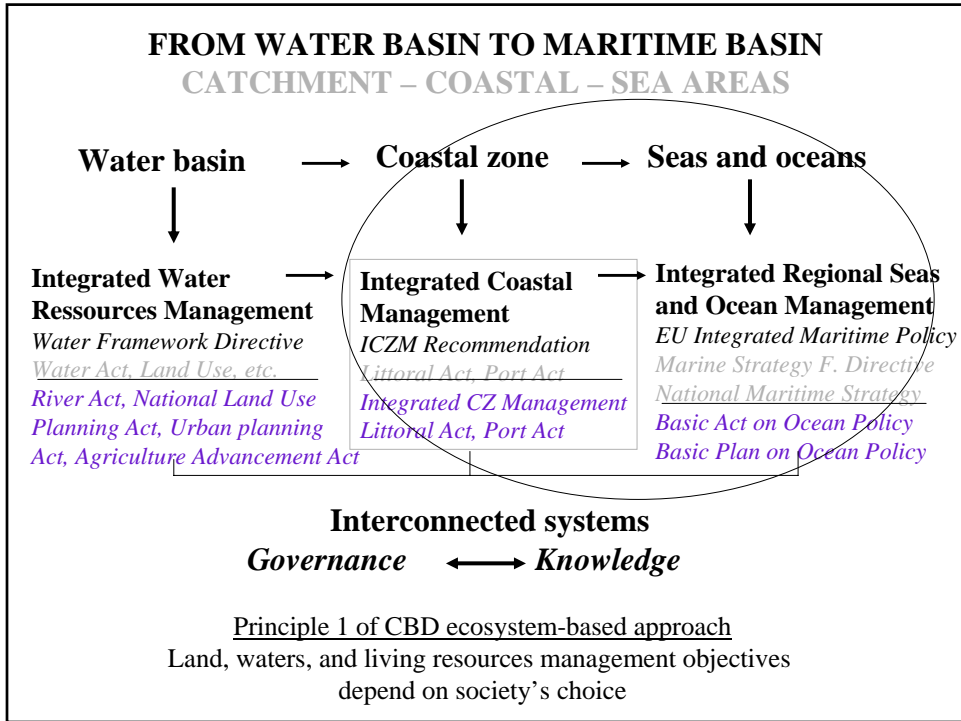 FROM WATER BASIN TO MARITIME BASIN
CATCHMENT – COASTAL – SEA AREAS
Water basin
Coastal zone
Seas and oceans
Integrated Water
Ressources Management
Water Framework Directive
Water Act, Land Use, etc.
River Act, National Land Use
Planning Act, Urban planning
Act, Agriculture Advancement Act
Integrated Coastal
Management
ICZM Recommendation
Littoral Act, Port Act
Integrated CZ Management
Littoral Act, Port Act
Integrated Regional Seas
and Ocean Management
EU Integrated Maritime Policy
Marine Strategy F. Directive
National Maritime Strategy
Basic Act on Ocean Policy
Basic Plan on Ocean Policy
Interconnected systems
Governance Knowledge
Principle 1 of CBD ecosystem-based approach
Land, waters, and living resources management objectives
depend on society’s choice